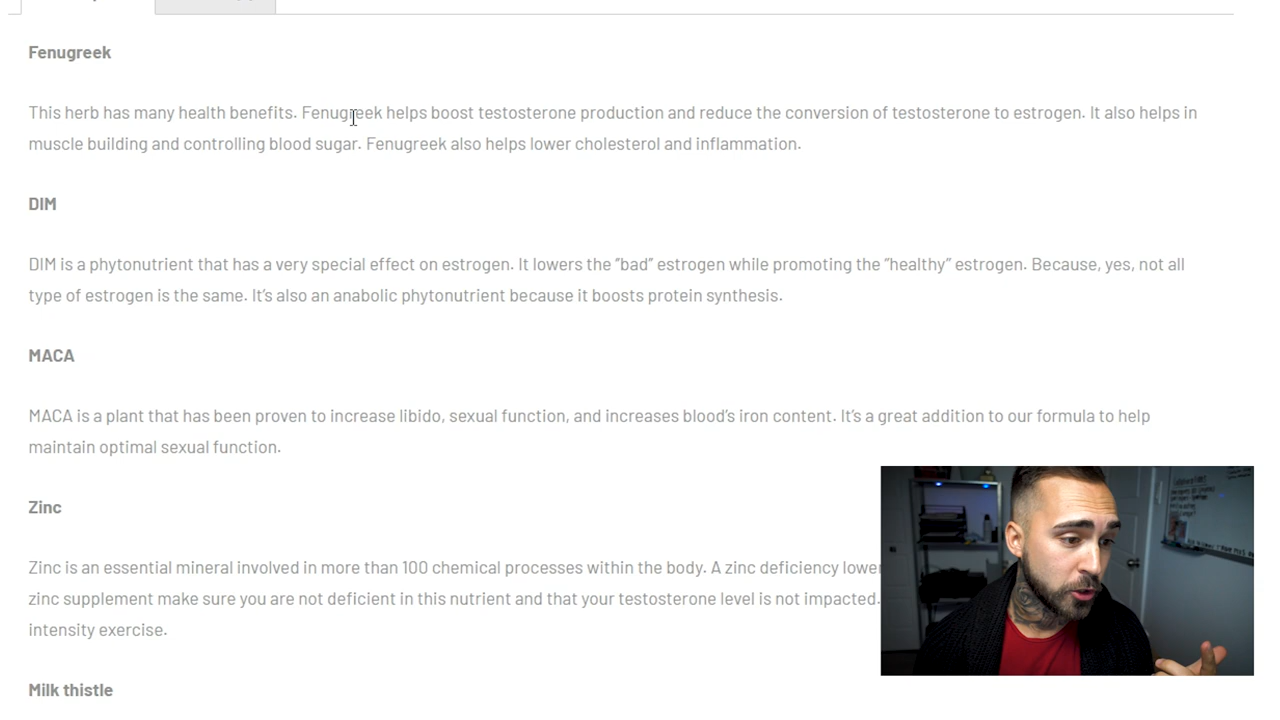 Fenugreek
This herb has many health benefits. Fenugreek helps boost testosterone production and reduce the conversion of testosterone to estrogen. It also helps in
muscle building and controlling blood sugar. Fenugreek also helps lower cholesterol and inflammation.
DIM
DIM is a phytonutrient that has a very special effect on estrogen. It lowers the “bad” estrogen while promoting the “healthy” estrogen. Because, yes, not all
type of estrogen is the same. It’s also an anabolic phytonutrient because it boosts protein synthesis.
MACA
MACA is a plant that has been proven to increase libido, sexual function, and increases blood’s iron content. It’s a great addition to our formula to help
maintain optimal sexual function.
Zinc
Zinc is an essential mineral involved in more than 100 chemical processes within the body. A zinc deficiency
zinc supplement make sure you are not deficient in this nutrient and that your testosterone level is not impacted.
intensity exercise.
Milk thistle